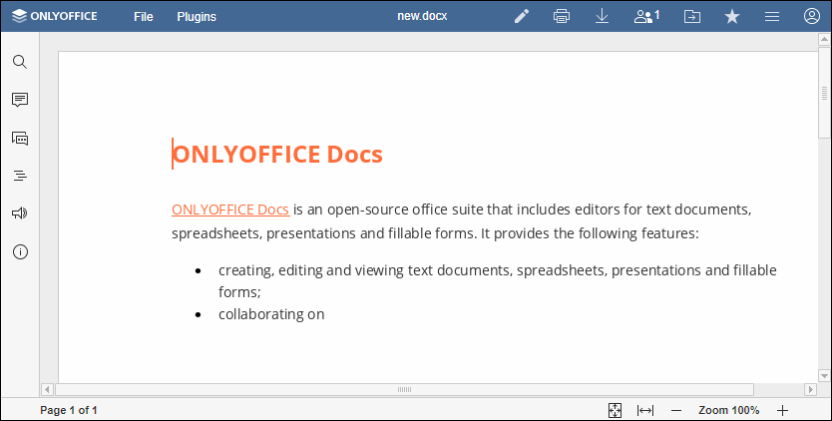 ONLYOFFICE File Plugins new.docx 1
ONLYOFFICE Docs
ONLYOFFICE Docs is an open-source office suite that includes editors for text documents,
spreadsheets, presentations and fillable forms. It provides the following features:
• creating, editing and viewing text documents, spreadsheets, presentations and fillable
forms;
• collaborating on
Page 1 of 1 Zoom 100%